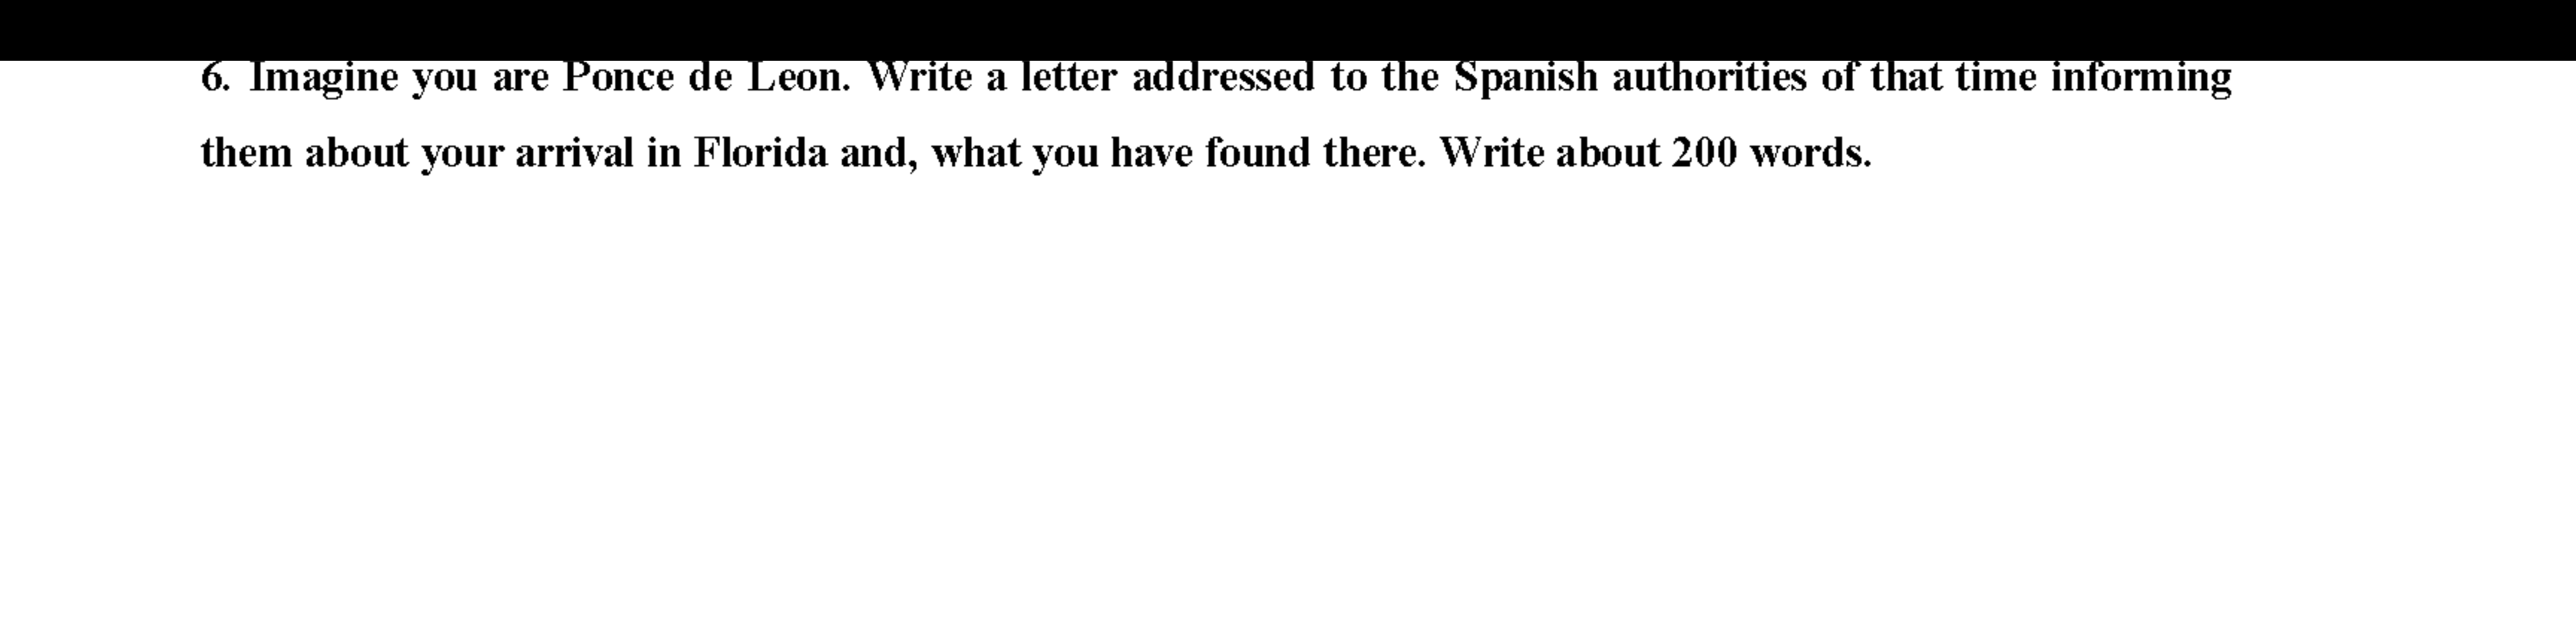 6. Imagine you are Ponce de Leon. Write a letter addressed to the Spanish authorities of that time informing
them about your arrival in Florida and, what you have found there. Write about 200 words.